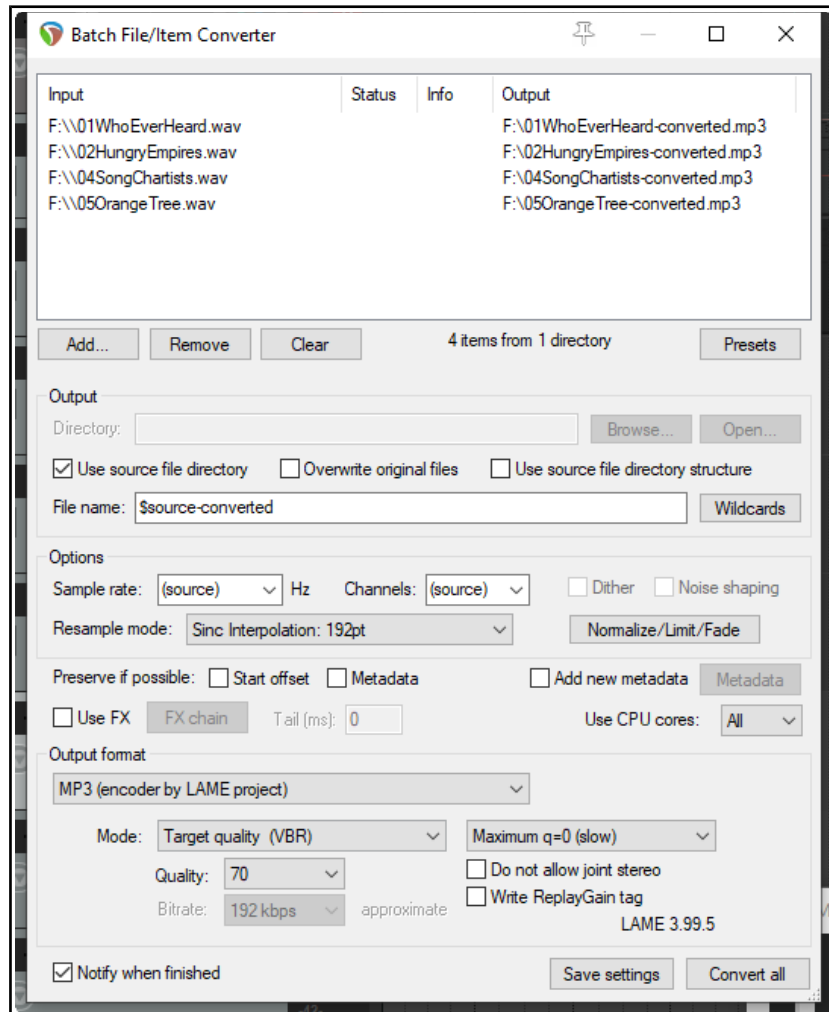 Batch File/Item Converter
Input Status Info Output
F:\\01WhoEverHeard.wav F:\01WhoEverHeard-converted.mp3
F:\\02HungryEmpires.wav F:\02HungryEmpires-converted.mp3
F:\\04SongChartists.wav F:\04SongChartists-converted.mp3
F:\\05OrangeTree.wav F:\05OrangeTree-converted.mp3
Add... Remove Clear 4 items from 1 directory Presets
Output
Directory: Browse... Open...
Use source file directory Overwrite original files Use source file directory structure
File name: $source-converted Wildcards
Options
Sample rate: (source) Hz Channels: (source) Dither Noise shaping
Resample mode: Sinc Interpolation: 192pt Normalize/Limit/Fade
Preserve if possible: Start offset Metadata Add new metadata Metadata
Use FX FX chain Tail (ms): 0 Use CPU cores: All
Output format
MP3 (encoder by LAME project)
Mode: Target quality (VBR) Maximum q=0 (slow)
Quality: 70 Do not allow joint stereo
Bitrate: 192 kbps approximate Write ReplayGain tag
LAME 3.99.5
Notify when finished Save settings Convert all